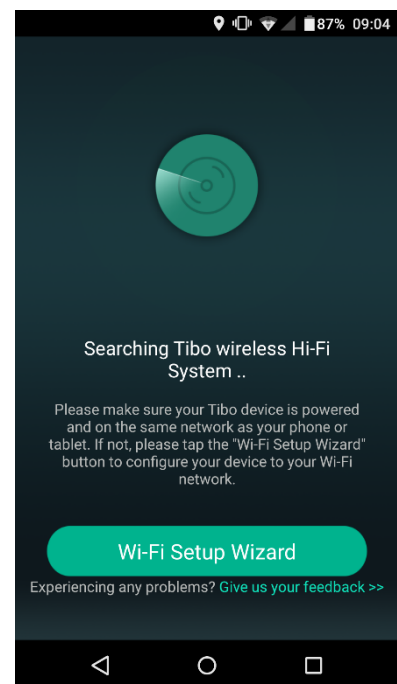 87% 09:04
Searching Tibo wireless Hi-Fi
System ..
Please make sure your Tibo device is powered
and on the same network as your phone or
tablet. If not, please tap the "Wi-Fi Setup Wizard"
button to configure your device to your Wi-Fi
network.
Wi-Fi Setup Wizard
Experiencing any problems? Give us your feedback >>